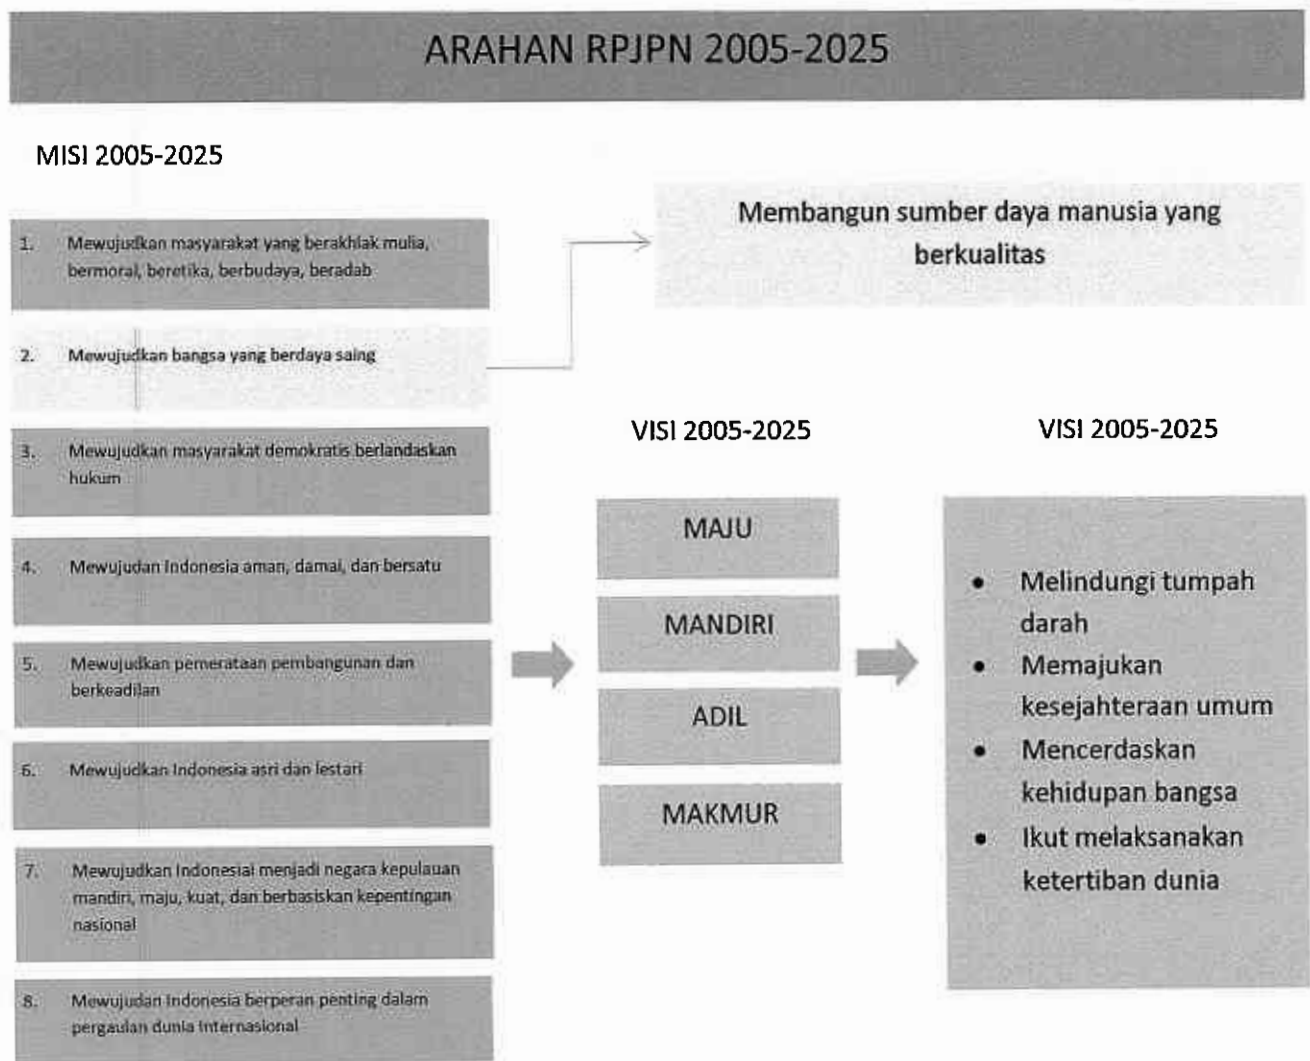 ARAHAN RPJPN 2005-2025
MISI 2005-2025
1. Mewujudkan masyarakat yang berakhlak mulia,
bermoral, beretika, berbudaya, beradab
2. Mewujudkan bangsa yang berdaya saing
3. Mewujudkan masyarakat demokratis berlandaskan
hukum
4. Mewujudan Indonesia aman, damai, dan bersatu
5. Mewujudkan pemerataan pembangunan dan
berkeadilan
6. Mewujudkan Indonesia asri dan lestari
7. Mewujudkan Indonesiai menjadi negara kepulauan
mandiri, maju, kuat, dan berbasiskan kepentingan
nasional
8. Mewujudan Indonesia berperan penting dalam
pergaulan dunia internasional
Membangun sumber daya manusia yang
berkualitas
VISI 2005-2025
MAJU
MANDIRI
ADIL
MAKMUR
VISI 2005-2025
• Melindungi tumpah
darah
• Memajukan
kesejahteraan umum
• Mencerdaskan
kehidupan bangsa
• Ikut melaksanakan
ketertiban dunia